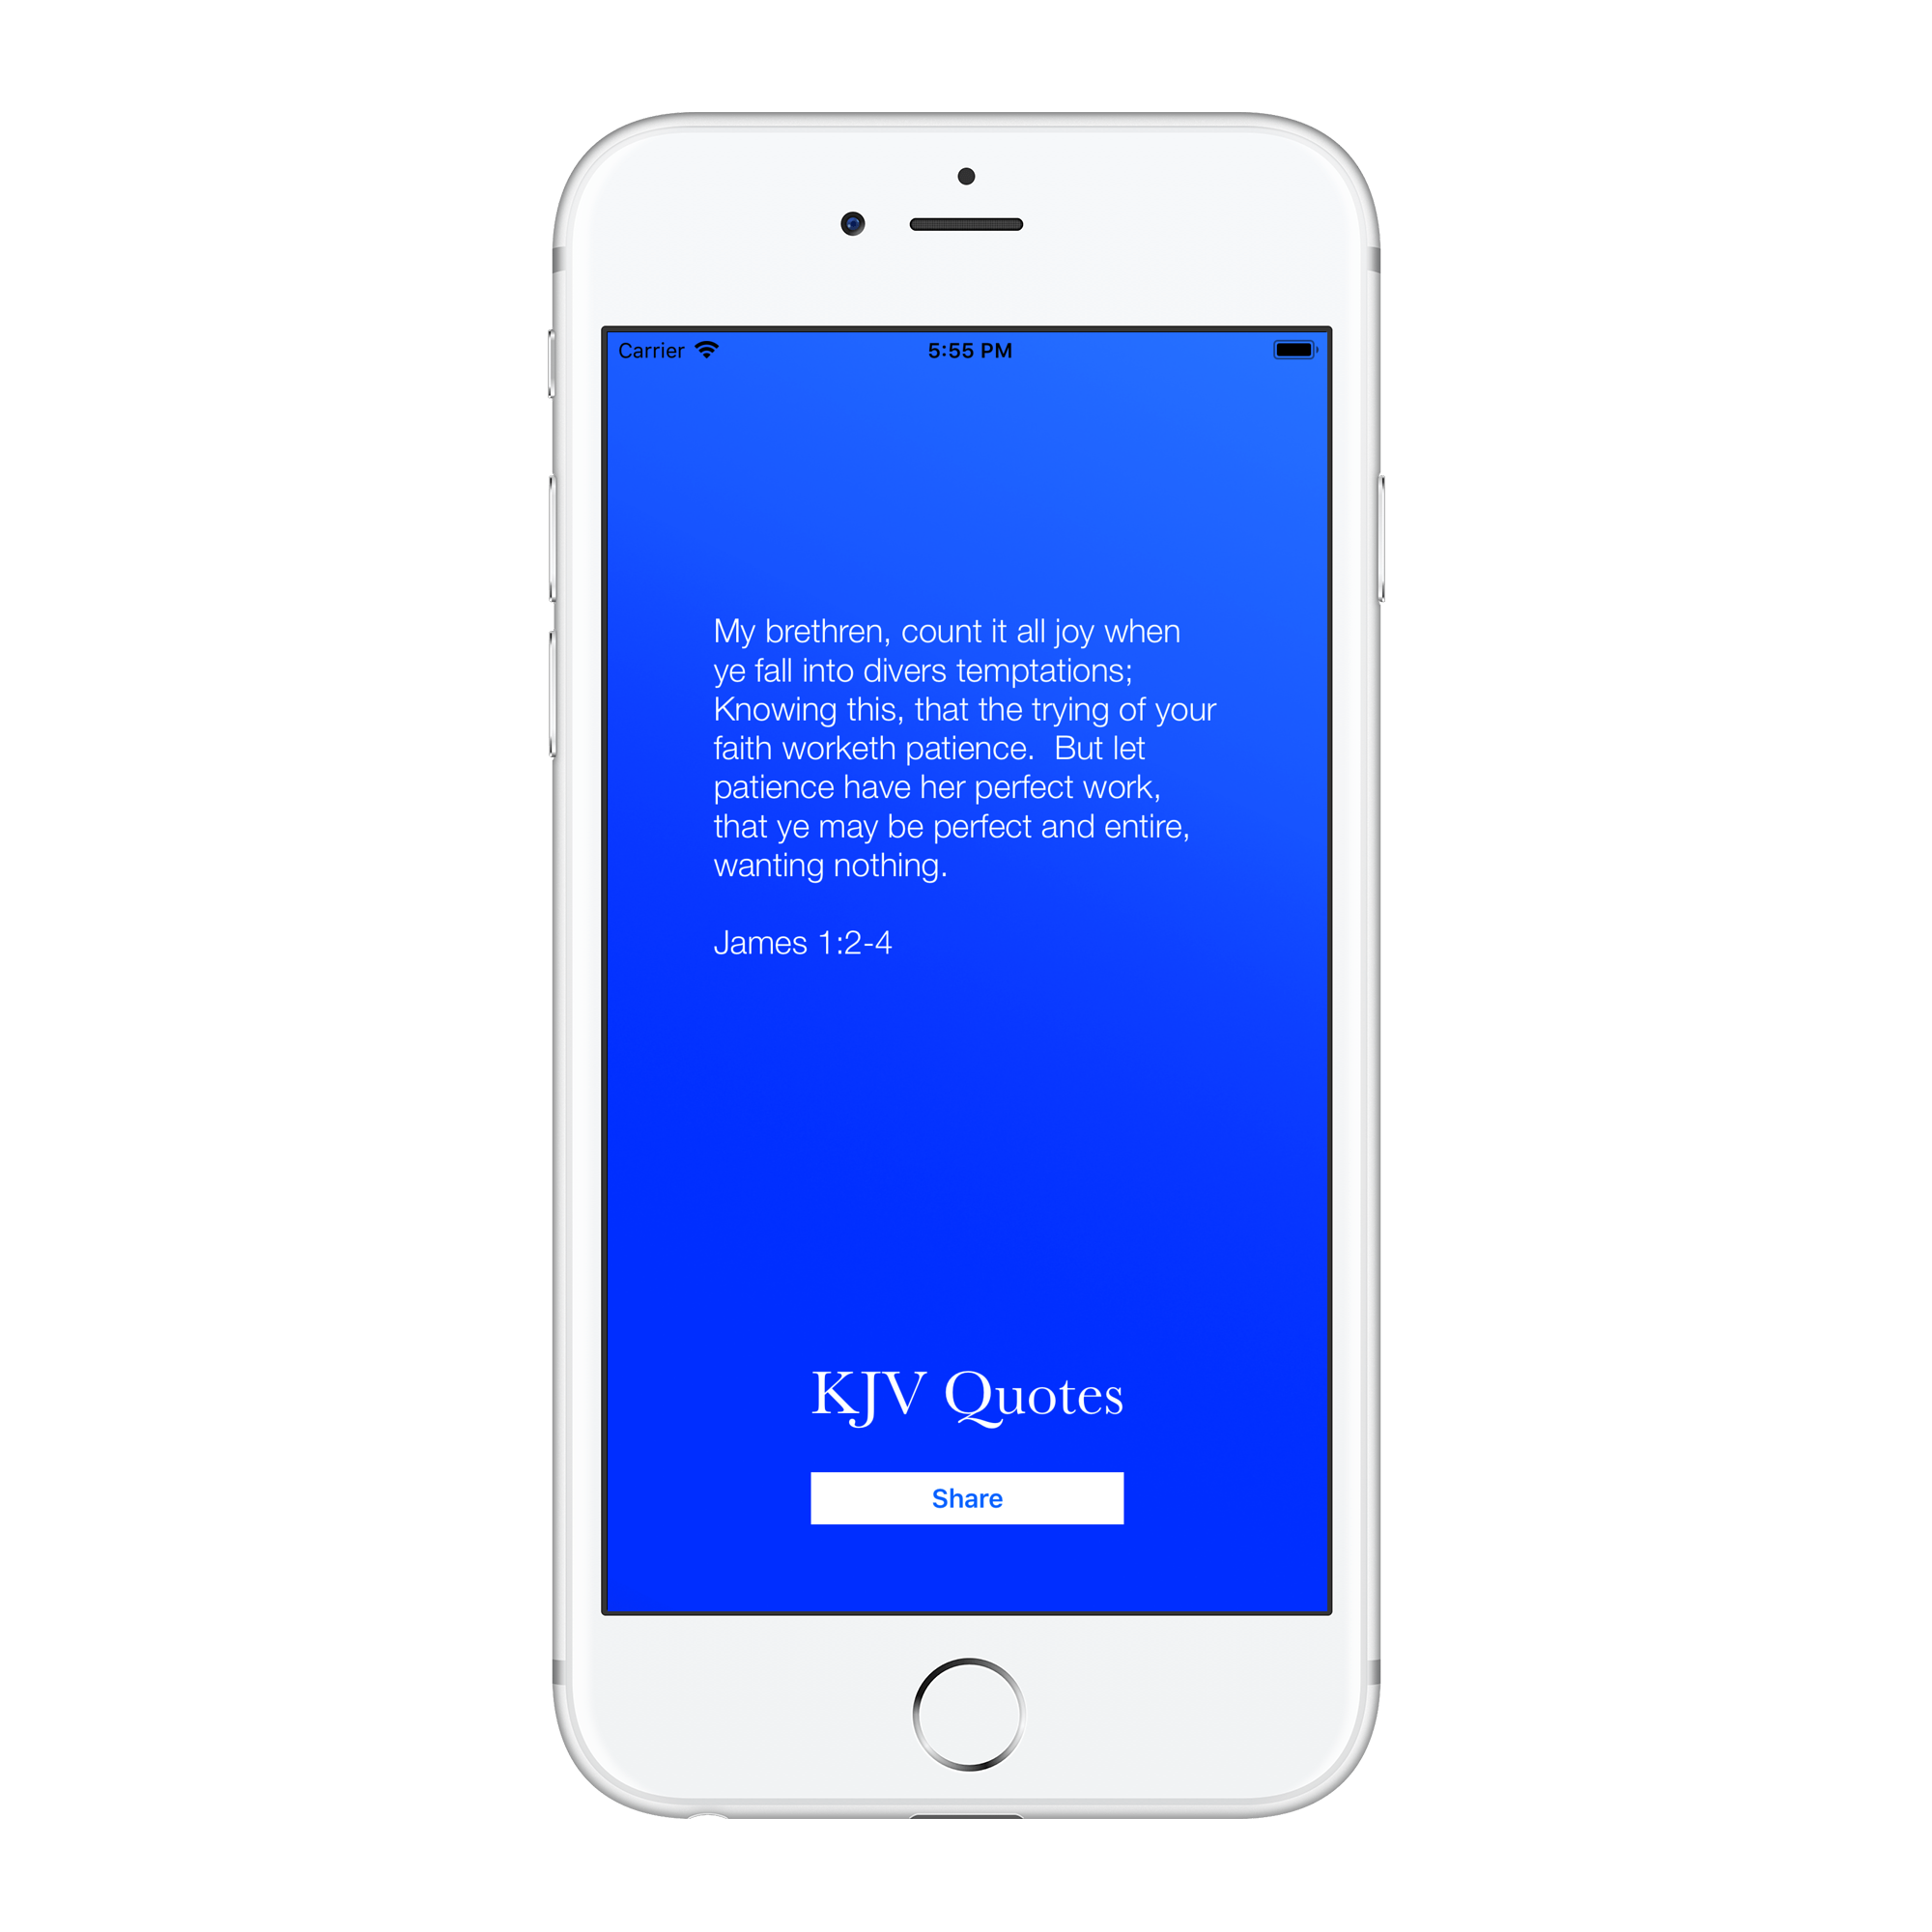 Carrier 5:55 PM
My brethren, count it all joy when
ye fall into divers temptations;
Knowing this, that the trying of your
faith worketh patience.  But let
patience have her perfect work,
that ye may be perfect and entire,
wanting nothing.
James 1:2-4
KJV Quotes
Share